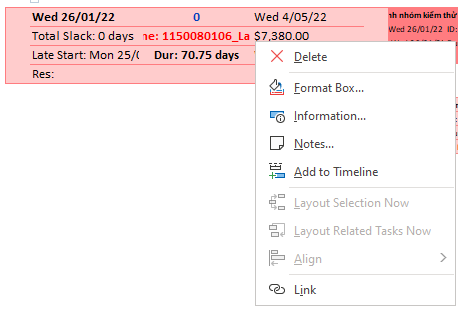 Wed 26/01/22 0 Wed 4/05/22
Total Slack: 0 days ne: 1150080106_La $7,380.00
Late Start: Mon 25/ Dur: 70.75 days
Res:
nh nhóm kiểm thử
Wed 26/01/22 ID:
Delete
Format Box...
Information...
Notes...
Add to Timeline
Layout Selection Now
Layout Related Tasks Now
Align
Link